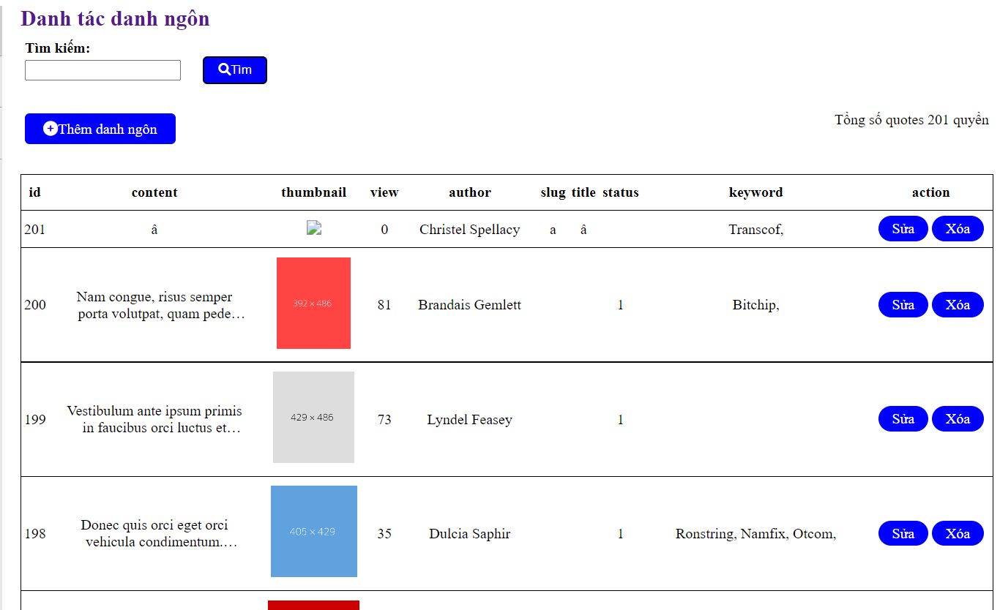 Danh tác danh ngôn
Tìm kiếm:
Tìm
Thêm danh ngôn
Tổng số quotes 201 quyển
id content thumbnail view author slug title status keyword action
201 â 0 Christel Spellacy a â Transcof, Sửa Xóa
Nam congue, risus semper
porta volutpat, quam pede…
200 392 × 486 81 Brandais Gemlett 1 Bitchip, Sửa Xóa
Vestibulum ante ipsum primis
in faucibus orci luctus et…
199 429 × 486 73 Lyndel Feasey 1 Sửa Xóa
Donec quis orci eget orci
vehicula condimentum.…
198 405 × 429 35 Dulcia Saphir 1 Ronstring, Namfix, Otcom, Sửa Xóa